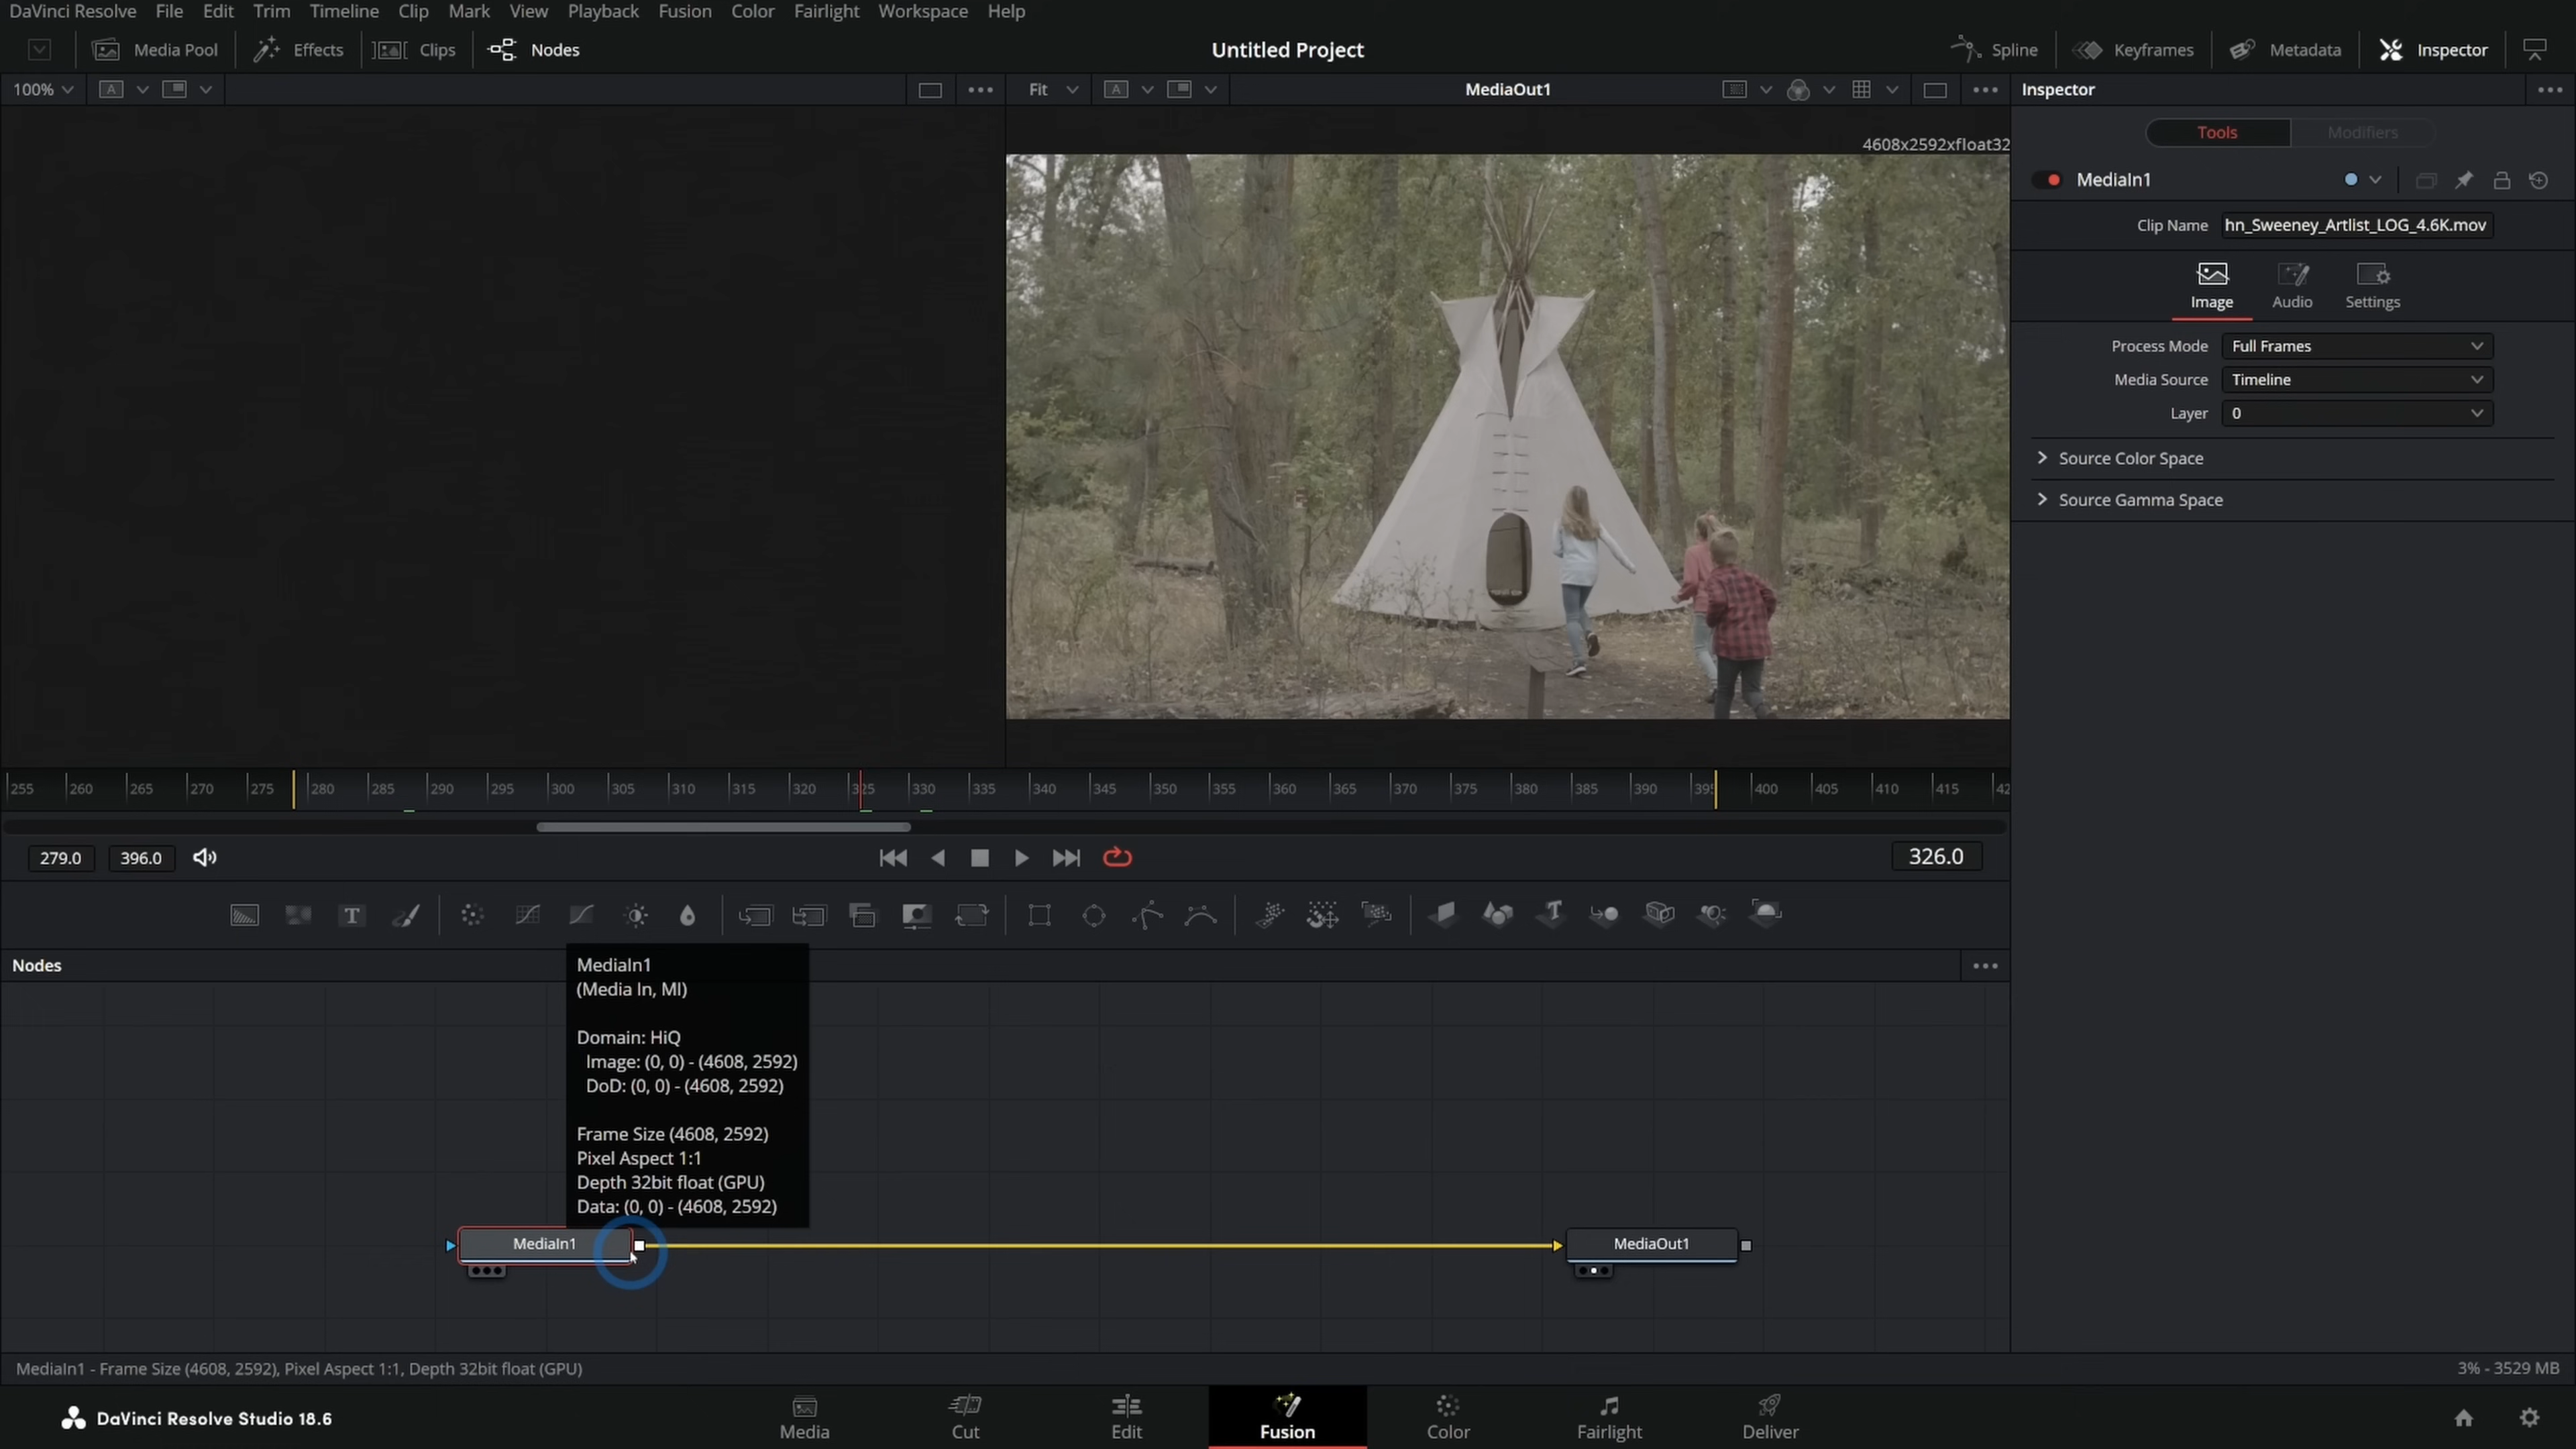 DaVinci Resolve File Edit Trim Timeline Clip Mark View Playback Fusion Color Fairlight Workspace Help
Media Pool Effects Clips Nodes Untitled Project Spline Keyframes Metadata Inspector
100% A Fit A MediaOut1 Inspector
4608x2592xfloat32
Tools Modifiers
MediaIn1
Clip Name hn_Sweeney_Artlist_LOG_4.6K.mov
Image Audio Settings
Process Mode Full Frames
Media Source Timeline
Layer 0
Source Color Space
Source Gamma Space
255 260 265 270 275 280 285 290 295 300 305 310 315 320 325 330 335 340 345 350 355 360 365 370 375 380 385 390 395 400 405 410 415 42
279.0 396.0 326.0
T
Nodes
MediaIn1
(Media In, MI)
Domain: HiQ
Image: (0, 0) - (4608, 2592)
DoD: (0, 0) - (4608, 2592)
Frame Size (4608, 2592)
Pixel Aspect 1:1
Depth 32bit float (GPU)
Data: (0, 0) - (4608, 2592)
MediaIn1 MediaOut1
MediaIn1 - Frame Size (4608, 2592), Pixel Aspect 1:1, Depth 32bit float (GPU) 3% - 3529 MB
DaVinci Resolve Studio 18.6 Media Cut Edit Fusion Color Fairlight Deliver